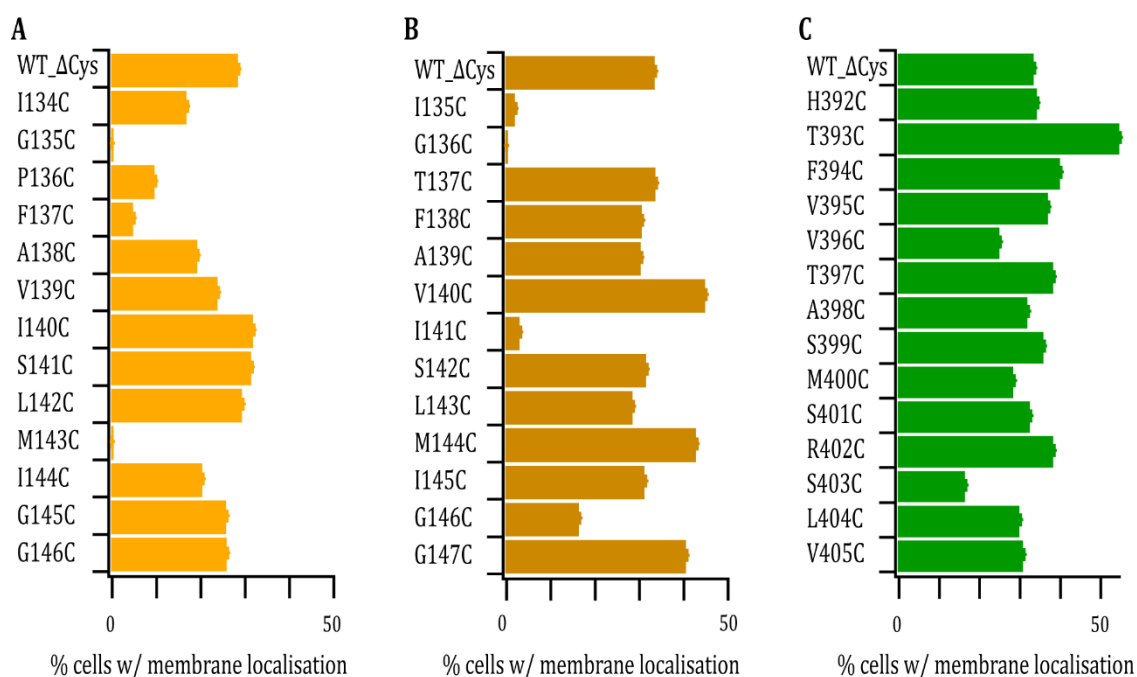 A
WT_ΔCys
I134C
G135C
P136C
F137C
A138C
V139C
I140C
S141C
L142C
M143C
I144C
G145C
G146C
0 50
% cells w/ membrane localisation
B
WT_ΔCys
I135C
G136C
T137C
F138C
A139C
V140C
I141C
S142C
L143C
M144C
I145C
G146C
G147C
0 50
% cells w/ membrane localisation
C
WT_ΔCys
H392C
T393C
F394C
V395C
V396C
T397C
A398C
S399C
M400C
S401C
R402C
S403C
L404C
V405C
0 50
% cells w/ membrane localisation